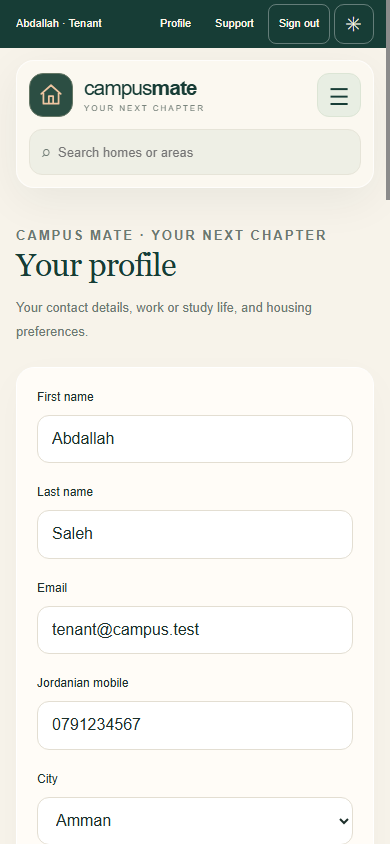 Abdallah · Tenant Profile Support Sign out
campusmate
YOUR NEXT CHAPTER
Search homes or areas
CAMPUS MATE · YOUR NEXT CHAPTER
Your profile
Your contact details, work or study life, and housing
preferences.
First name
Abdallah
Last name
Saleh
Email
tenant@campus.test
Jordanian mobile
0791234567
City
Amman